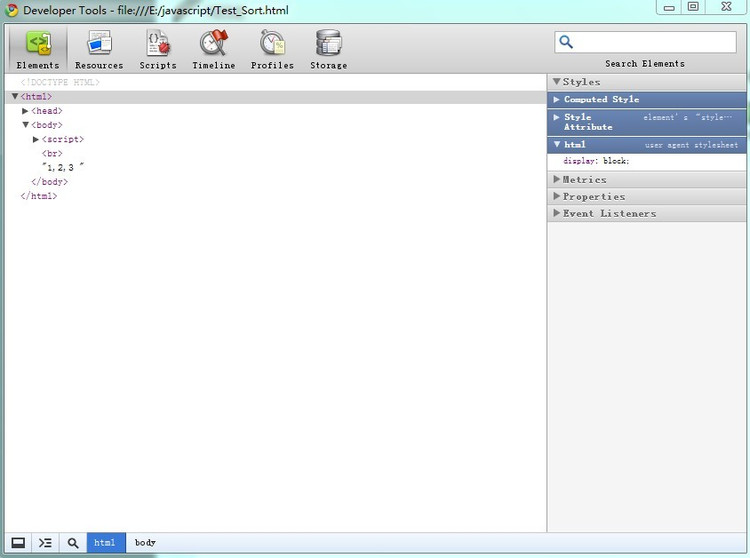 Developer Tools - file:///E:/javascript/Test_Sort.html
Elements Resources Scripts Timeline Profiles Storage
Search Elements
<!DOCTYPE HTML>
▼<html>
▶<head>
▼<body>
▶<script>
<br>
"1,2,3 "
</body>
</html>
▼Styles
▶ Computed Style
▶ Style Attribute element's "style…
▼ html user agent stylesheet
display: block;
▶Metrics
▶Properties
▶Event Listeners
html body